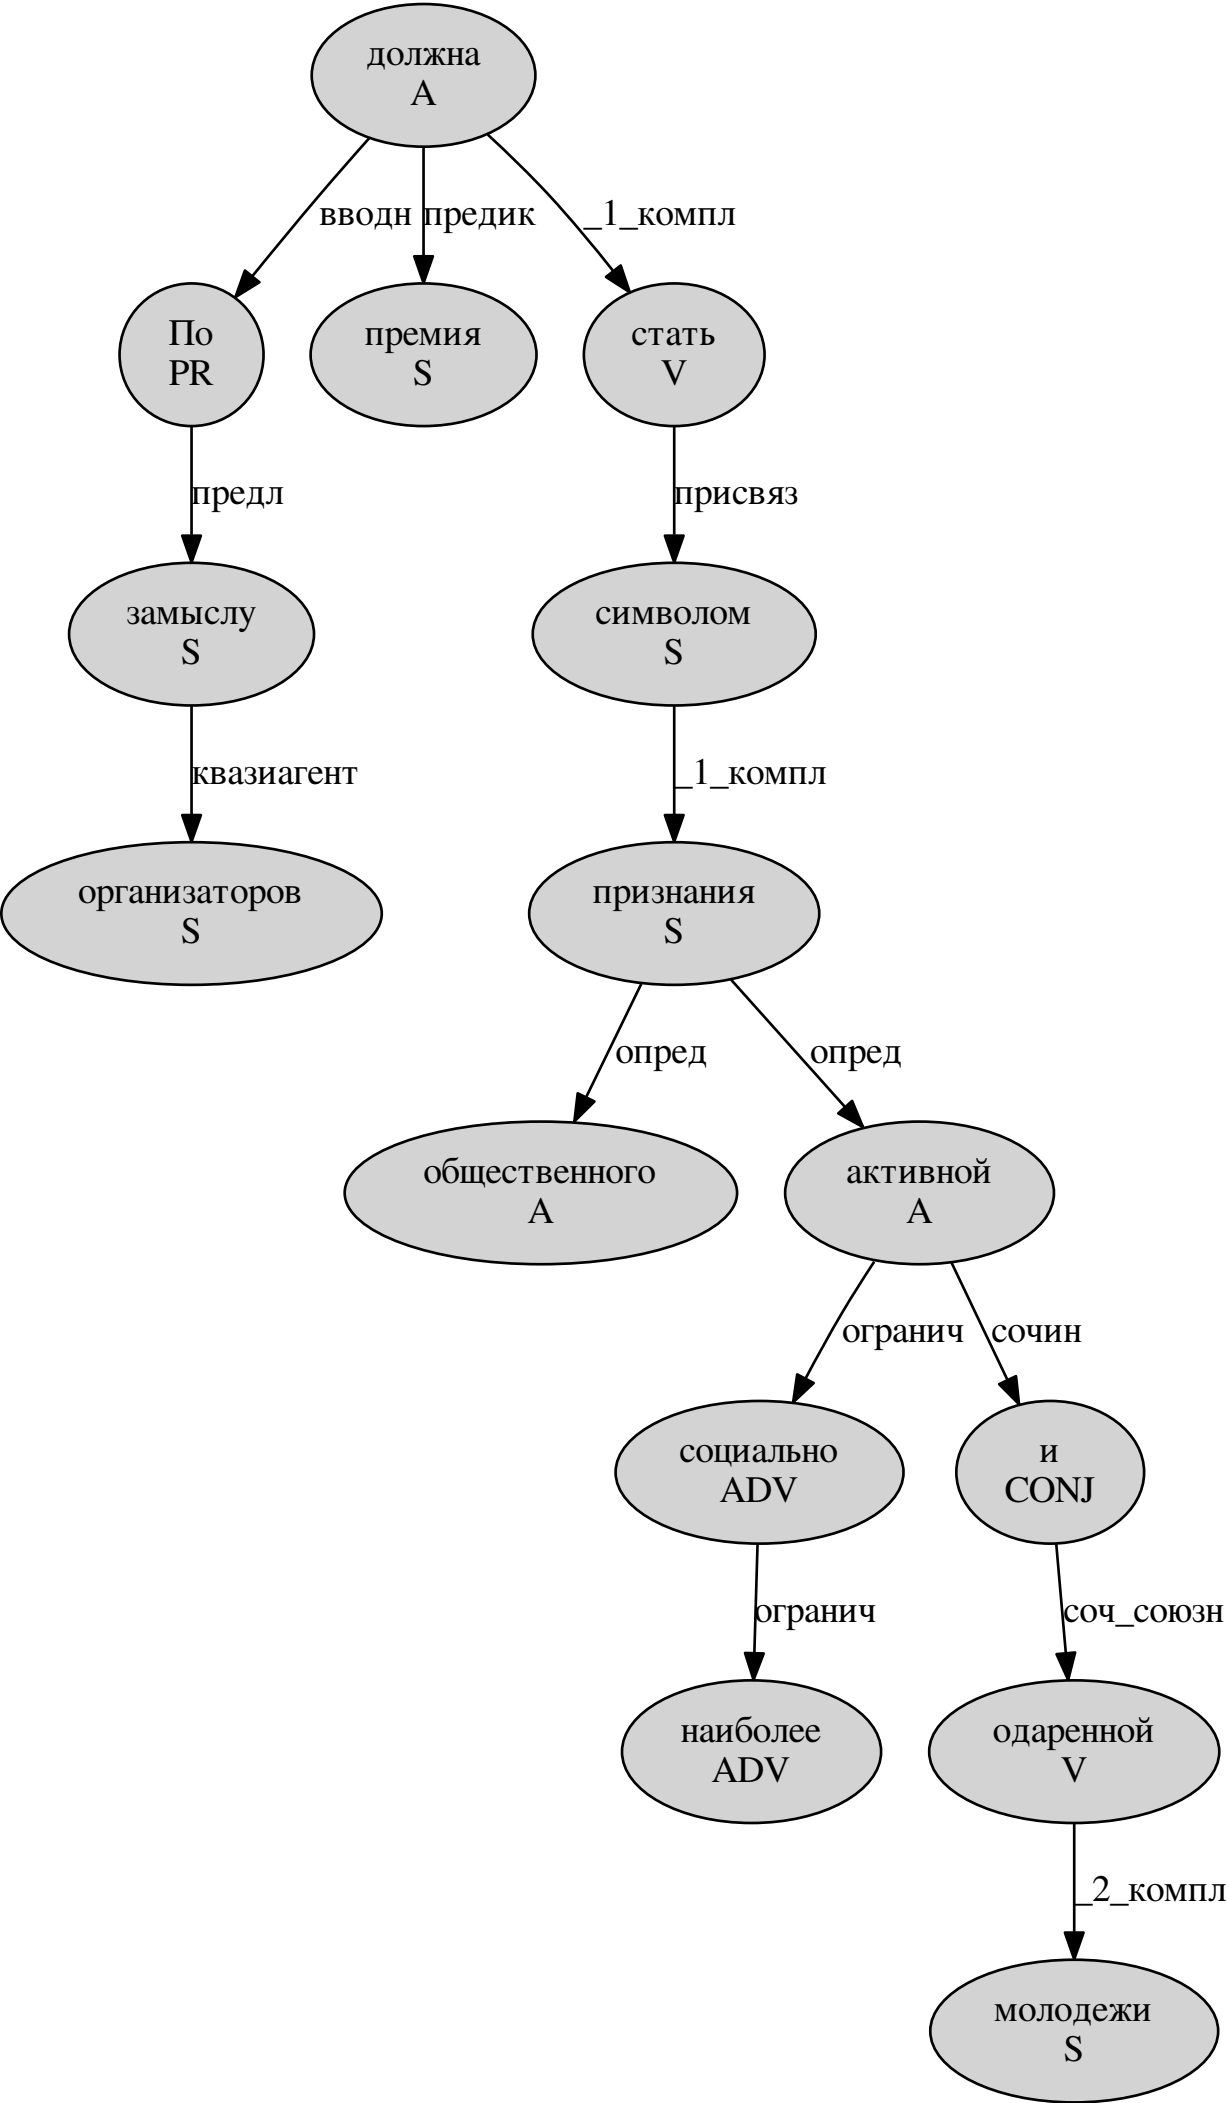 должна
A
вводн предик _1_компл
По
PR
премия
S
стать
V
предл присвяз
замыслу
S
символом
S
квазиагент _1_компл
организаторов
S
признания
S
опред опред
общественного
A
активной
A
огранич сочин
социально
ADV
и
CONJ
огранич соч_союзн
наиболее
ADV
одаренной
V
_2_компл
молодежи
S